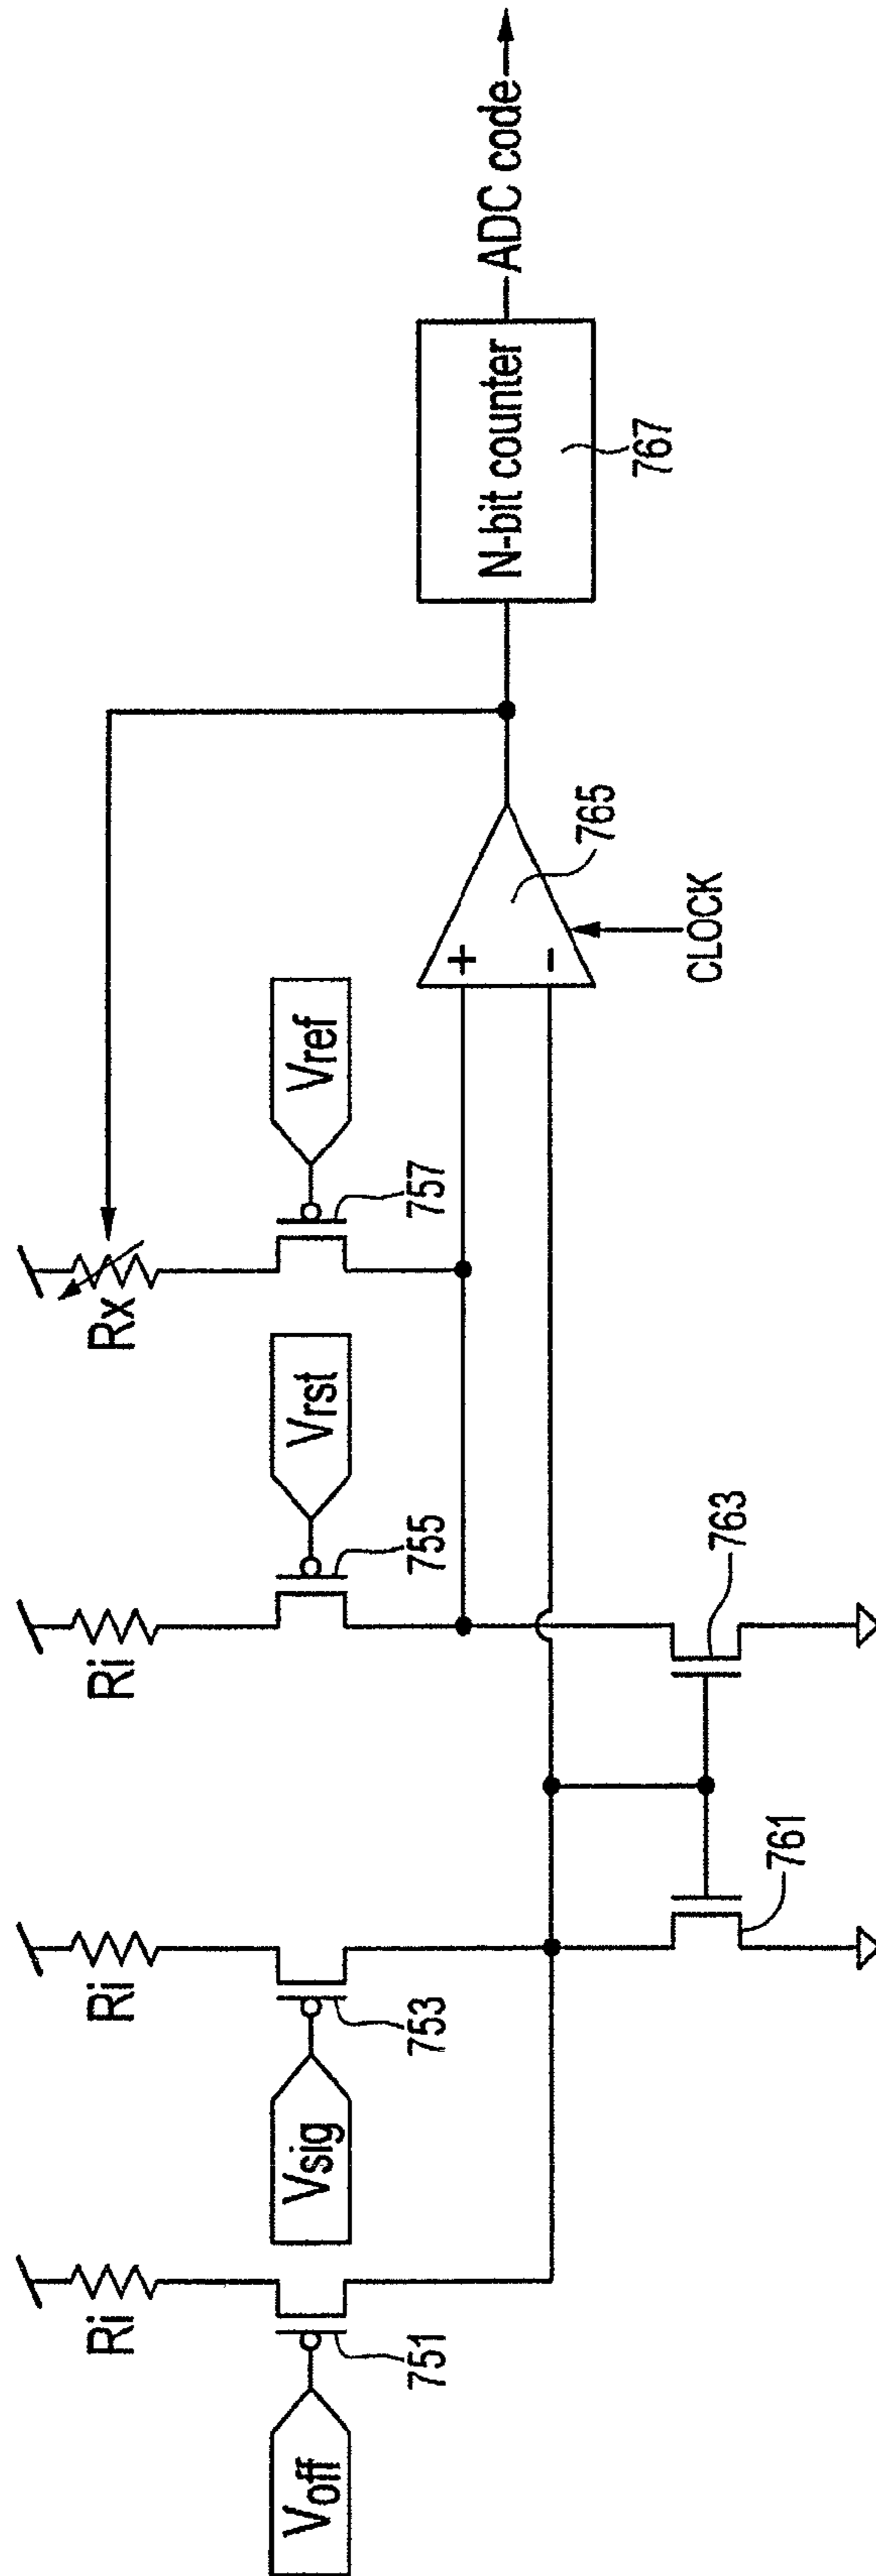 Ri
Ri
Ri
Rx
Voff
Vsig
Vrst
Vref
751
753
755
757
761
763
+
-
765
CLOCK
N-bit counter
767
ADC code